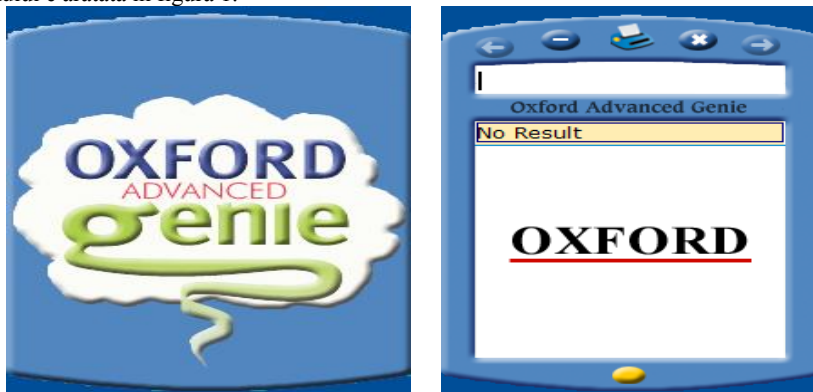 OXFORD
ADVANCED
genie
Oxford Advanced Genie
No Result
OXFORD